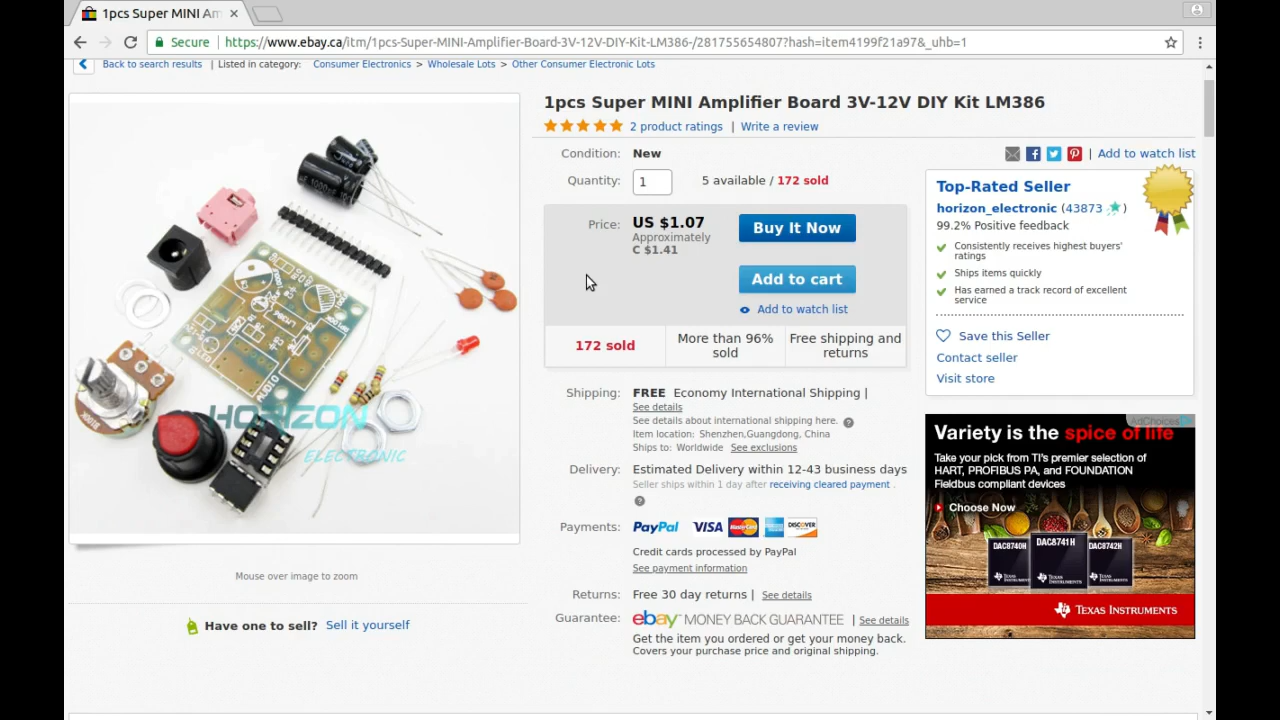 1pcs Super MINI Am
Secure https://www.ebay.ca/itm/1pcs-Super-MINI-Amplifier-Board-3V-12V-DIY-Kit-LM386-/281755654807?hash=item4199f21a97&_uhb=1
Back to search results | Listed in category: Consumer Electronics > Wholesale Lots > Other Consumer Electronic Lots
1pcs Super MINI Amplifier Board 3V-12V DIY Kit LM386
2 product ratings | Write a review
Condition: New
Add to watch list
Quantity: 1 5 available / 172 sold
Price: US $1.07
Approximately
C $1.41
Buy It Now
Add to cart
Add to watch list
172 sold
More than 96% sold
Free shipping and returns
Shipping: FREE Economy International Shipping |
See details
See details about international shipping here.
Item location: Shenzhen,Guangdong, China
Ships to: Worldwide See exclusions
Delivery: Estimated Delivery within 12-43 business days
Seller ships within 1 day after receiving cleared payment .
Payments: PayPal VISA MasterCard DISCOVER
Credit cards processed by PayPal
See payment information
Returns: Free 30 day returns | See details
Guarantee: ebay MONEY BACK GUARANTEE | See details
Get the item you ordered or get your money back.
Covers your purchase price and original shipping.
HORIZON
ELECTRONIC
AUDIO
LED
LM386
Mouse over image to zoom
Have one to sell? Sell it yourself
Top-Rated Seller
horizon_electronic (43873 )
99.2% Positive feedback
Consistently receives highest buyers'
ratings
Ships items quickly
Has earned a track record of excellent
service
Save this Seller
Contact seller
Visit store
AdChoices
Variety is the spice of life
Take your pick from TI's premier selection of
HART, PROFIBUS PA, and FOUNDATION
Fieldbus compliant devices
Choose Now
DAC8740H DAC8741H DAC8742H
TEXAS INSTRUMENTS